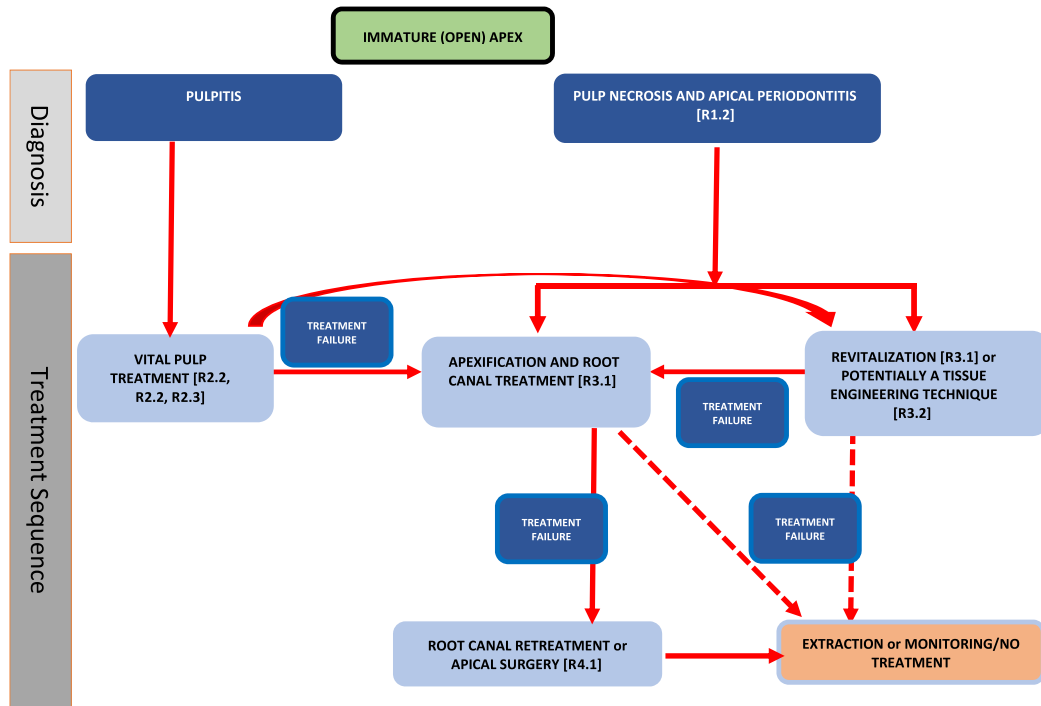 IMMATURE (OPEN) APEX
Diagnosis
PULPITIS
PULP NECROSIS AND APICAL PERIODONTITIS
[R1.2]
Treatment Sequence
TREATMENT
FAILURE
VITAL PULP
TREATMENT [R2.2,
R2.2, R2.3]
APEXIFICATION AND ROOT
CANAL TREATMENT [R3.1]
REVITALIZATION [R3.1] or
POTENTIALLY A TISSUE
ENGINEERING TECHNIQUE
[R3.2]
TREATMENT
FAILURE
TREATMENT
FAILURE
TREATMENT
FAILURE
ROOT CANAL RETREATMENT or
APICAL SURGERY [R4.1]
EXTRACTION or MONITORING/NO
TREATMENT